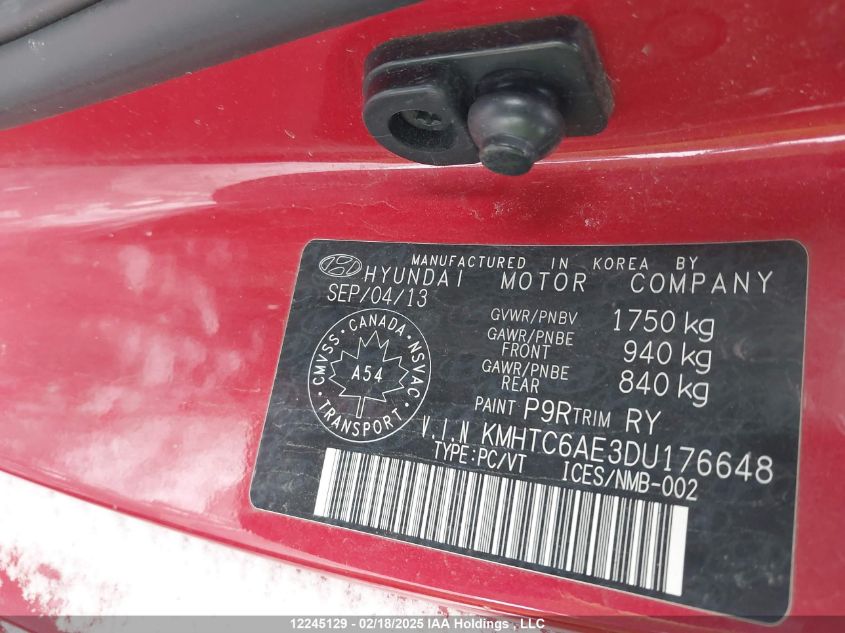 MANUFACTURED IN KOREA BY
HYUNDAI MOTOR COMPANY
SEP/04/13
GVWR/PNBV 1750 kg
GAWR/PNBE FRONT 940 kg
GAWR/PNBE REAR 840 kg
CMVSS · CANADA · NSVAC
A54
· TRANSPORT ·
PAINT P9R TRIM RY
V.I.N KMHTC6AE3DU176648
TYPE:PC/VT ICES/NMB-002
12245129 - 02/18/2025 IAA Holdings, LLC